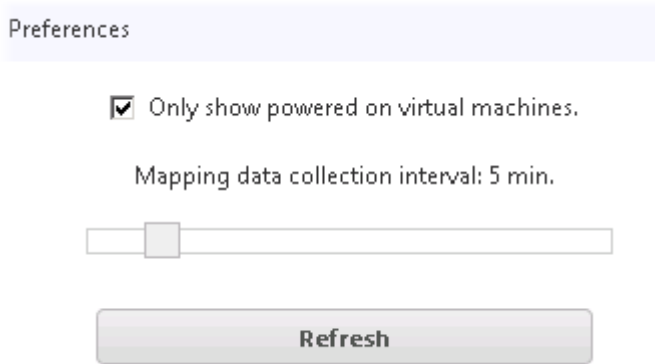 Preferences
Only show powered on virtual machines.
Mapping data collection interval: 5 min.
Refresh